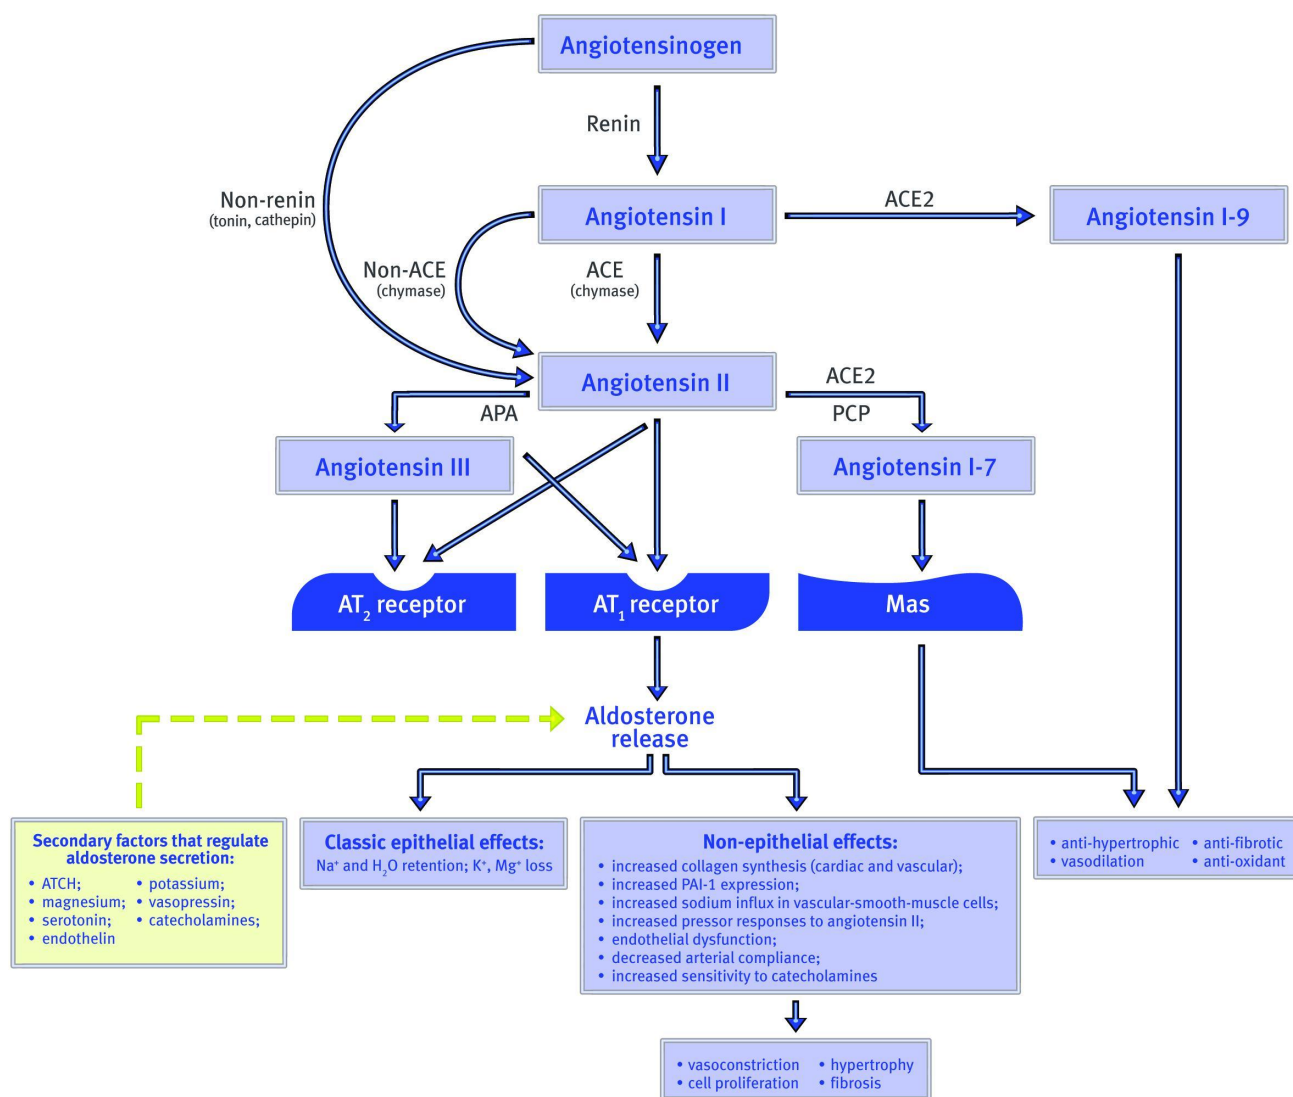 Angiotensinogen
Renin
Non-renin
(tonin, cathepin)
Angiotensin I
ACE2
Angiotensin I-9
Non-ACE
(chymase)
ACE
(chymase)
Angiotensin II
ACE2
PCP
APA
Angiotensin III
Angiotensin I-7
AT₂ receptor
AT₁ receptor
Mas
Aldosterone
release
Secondary factors that regulate
aldosterone secretion:
• ATCH;
• magnesium;
• serotonin;
• endothelin
• potassium;
• vasopressin;
• catecholamines;
Classic epithelial effects:
Na⁺ and H₂O retention; K⁺, Mg⁺ loss
Non-epithelial effects:
• increased collagen synthesis (cardiac and vascular);
• increased PAI-1 expression;
• increased sodium influx in vascular-smooth-muscle cells;
• increased pressor responses to angiotensin II;
• endothelial dysfunction;
• decreased arterial compliance;
• increased sensitivity to catecholamines
• anti-hypertrophic
• vasodilation
• anti-fibrotic
• anti-oxidant
• vasoconstriction
• cell proliferation
• hypertrophy
• fibrosis